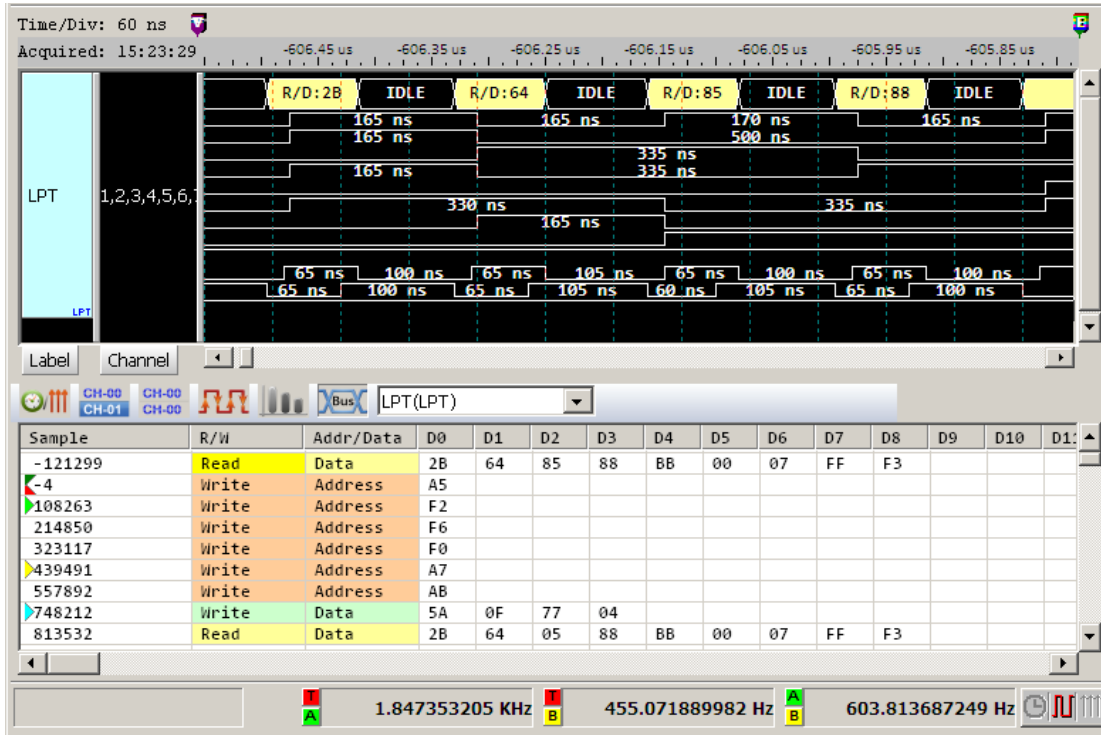 Time/Div: 60 ns
Acquired: 15:23:29 -606.45 us -606.35 us -606.25 us -606.15 us -606.05 us -605.95 us -605.85 us
R/D:2B IDLE R/D:64 IDLE R/D:85 IDLE R/D:88 IDLE
165 ns 165 ns 170 ns 165 ns
165 ns 500 ns
335 ns
165 ns 335 ns
LPT 1,2,3,4,5,6,
330 ns 335 ns
165 ns
65 ns 100 ns 65 ns 105 ns 65 ns 100 ns 65 ns 100 ns
65 ns 100 ns 65 ns 105 ns 60 ns 105 ns 65 ns 100 ns
LPT
Label Channel
CH-00 CH-00
CH-01 CH-00
Bus LPT(LPT)
Sample R/W Addr/Data D0 D1 D2 D3 D4 D5 D6 D7 D8 D9 D10 D1
-121299 Read Data 2B 64 85 88 BB 00 07 FF F3
-4 Write Address A5
108263 Write Address F2
214850 Write Address F6
323117 Write Address F0
439491 Write Address A7
557892 Write Address AB
748212 Write Data 5A 0F 77 04
813532 Read Data 2B 64 05 88 BB 00 07 FF F3
T A 1.847353205 KHz T B 455.071889982 Hz A B 603.813687249 Hz